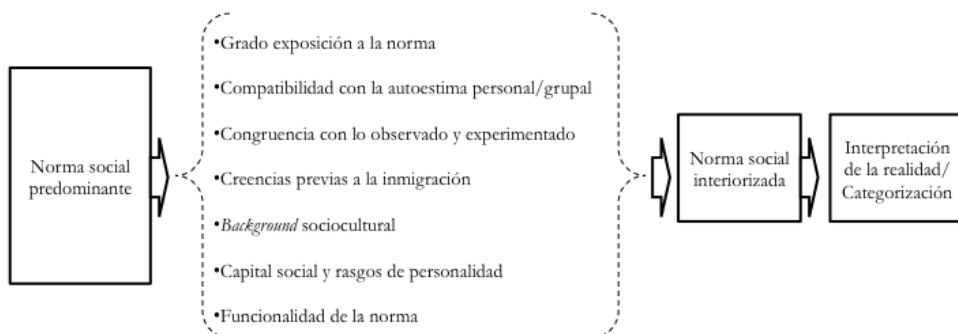 Norma social
predominante
•Grado exposición a la norma
•Compatibilidad con la autoestima personal/grupal
•Congruencia con lo observado y experimentado
•Creencias previas a la inmigración
•Background sociocultural
•Capital social y rasgos de personalidad
•Funcionalidad de la norma
Norma social
interiorizada
Interpretación
de la realidad/
Categorización